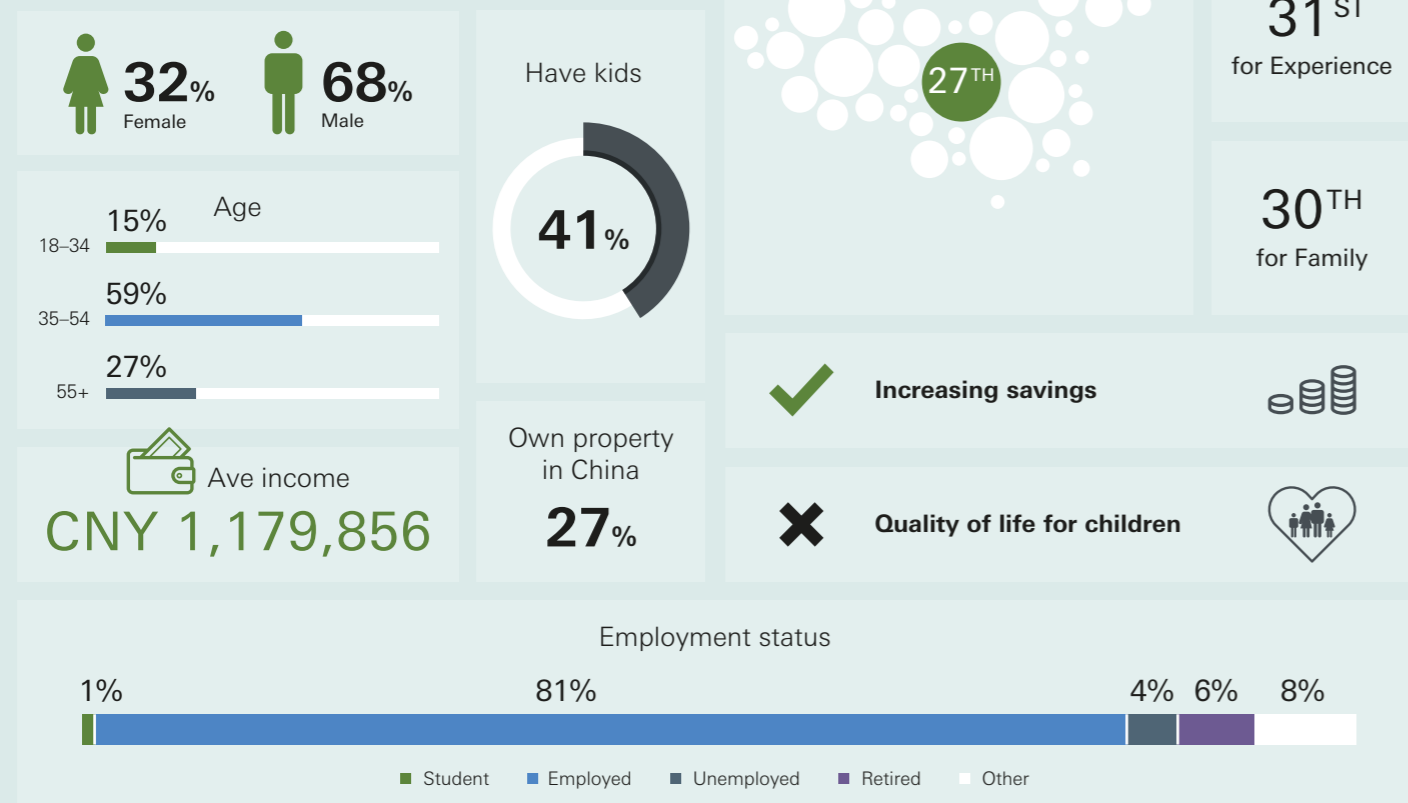 32%
Female
68%
Male
Age
15%
18–34
59%
35–54
27%
55+
Ave income
CNY 1,179,856
Have kids
41%
Own property
in China
27%
27TH
31ST
for Experience
30TH
for Family
Increasing savings
Quality of life for children
Employment status
1% 81% 4% 6% 8%
Student Employed Unemployed Retired Other